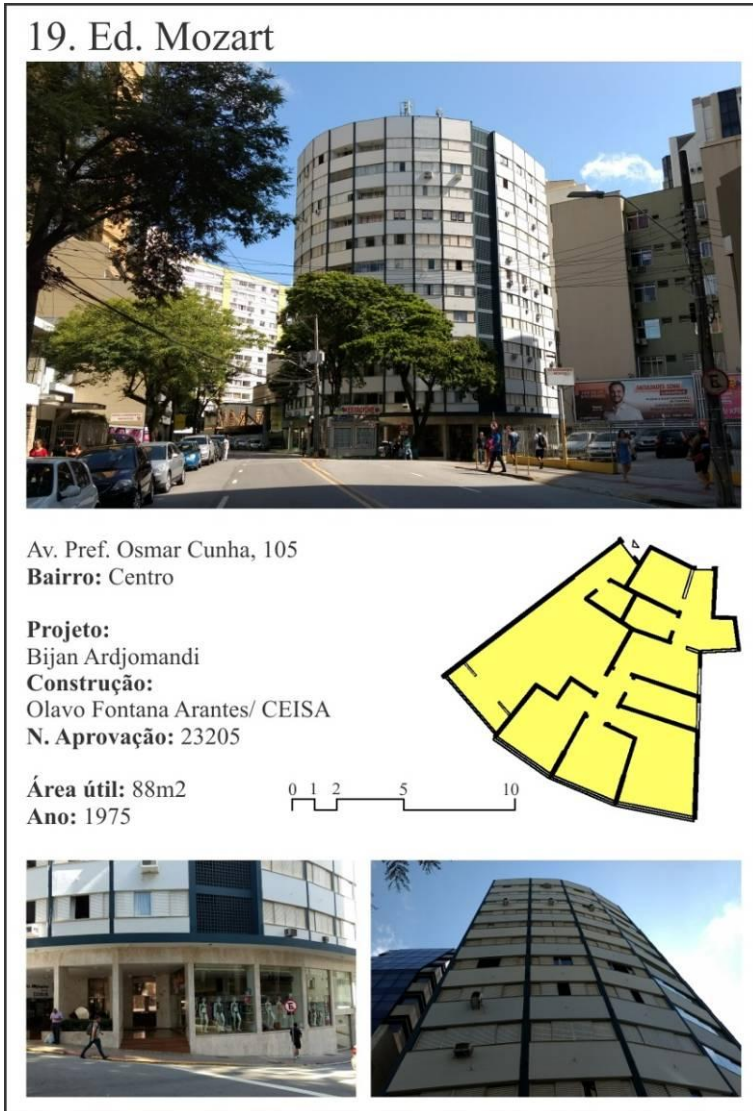 19. Ed. Mozart
Av. Pref. Osmar Cunha, 105
Bairro: Centro
Projeto:
Bijan Ardjomandi
Construção:
Olavo Fontana Arantes/ CEISA
N. Aprovação: 23205
Área útil: 88m2
Ano: 1975
0 1 2 5 10